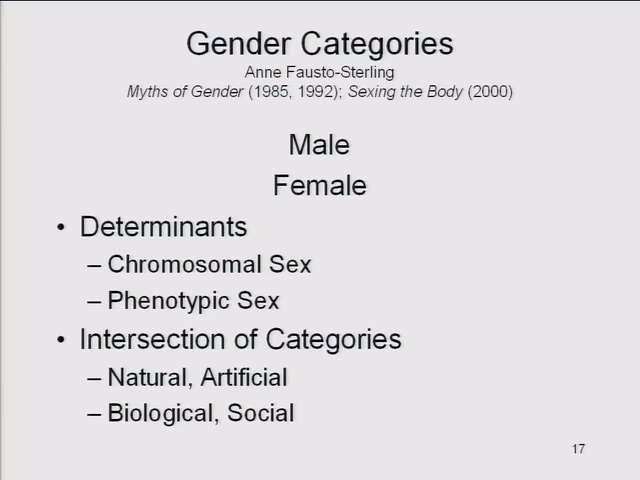 Gender Categories
Anne Fausto-Sterling
Myths of Gender (1985, 1992); Sexing the Body (2000)
Male
Female
• Determinants
– Chromosomal Sex
– Phenotypic Sex
• Intersection of Categories
– Natural, Artificial
– Biological, Social
17